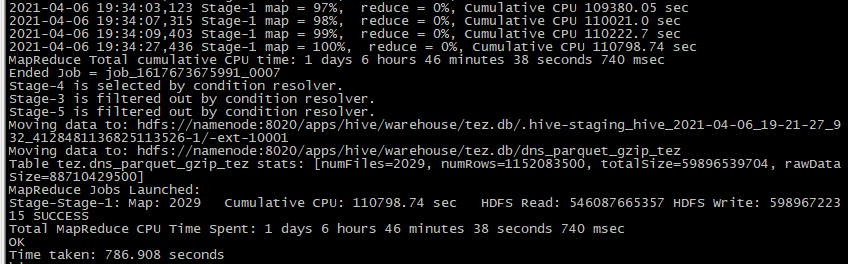 2021-04-06 19:34:03,123 Stage-1 map = 97%,  reduce = 0%, Cumulative CPU 109380.05 sec
2021-04-06 19:34:07,315 Stage-1 map = 98%,  reduce = 0%, Cumulative CPU 110021.0 sec
2021-04-06 19:34:09,403 Stage-1 map = 99%,  reduce = 0%, Cumulative CPU 110222.7 sec
2021-04-06 19:34:27,436 Stage-1 map = 100%,  reduce = 0%, Cumulative CPU 110798.74 sec
MapReduce Total cumulative CPU time: 1 days 6 hours 46 minutes 38 seconds 740 msec
Ended Job = job_1617673675991_0007
Stage-4 is selected by condition resolver.
Stage-3 is filtered out by condition resolver.
Stage-5 is filtered out by condition resolver.
Moving data to: hdfs://namenode:8020/apps/hive/warehouse/tez.db/.hive-staging_hive_2021-04-06_19-21-27_9
32_4128481136825113526-1/-ext-10001
Moving data to: hdfs://namenode:8020/apps/hive/warehouse/tez.db/dns_parquet_gzip_tez
Table tez.dns_parquet_gzip_tez stats: [numFiles=2029, numRows=1152083500, totalSize=59896539704, rawData
Size=88710429500]
MapReduce Jobs Launched:
Stage-Stage-1: Map: 2029   Cumulative CPU: 110798.74 sec   HDFS Read: 546087665357 HDFS Write: 598967223
15 SUCCESS
Total MapReduce CPU Time Spent: 1 days 6 hours 46 minutes 38 seconds 740 msec
OK
Time taken: 786.908 seconds